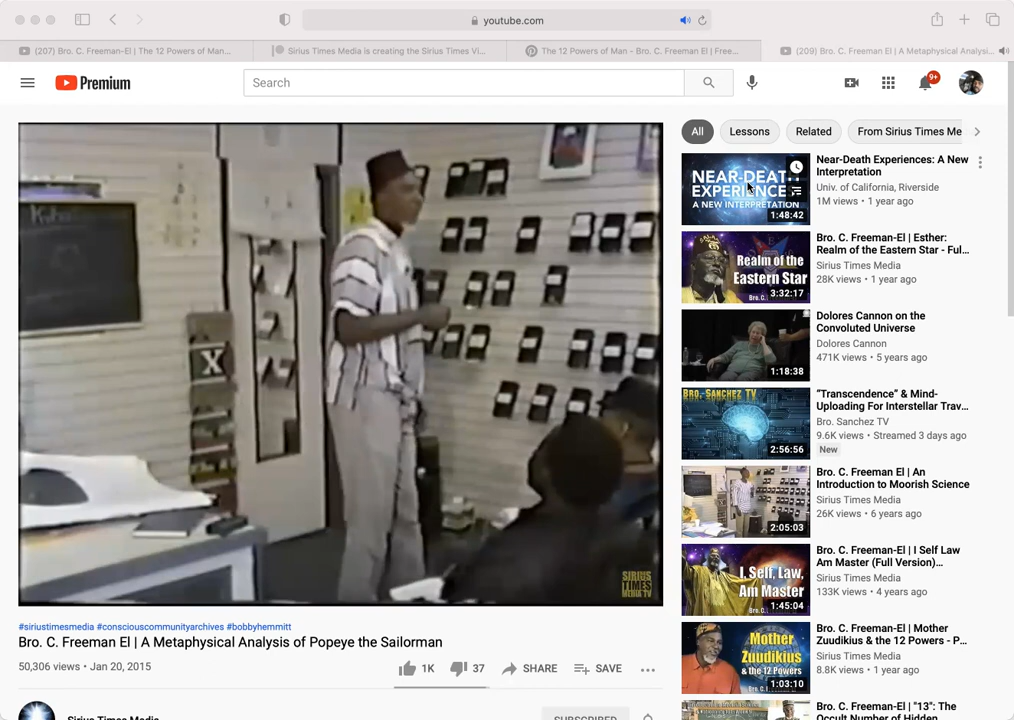 youtube.com
(207) Bro. C. Freeman-El | The 12 Powers of Man...
Sirius Times Media is creating the Sirius Times Vi...
The 12 Powers of Man - Bro. C. Freeman El | Free...
(209) Bro. C. Freeman El | A Metaphysical Analysi...
Premium
Search
9+
All
Lessons
Related
From Sirius Times Me
X
SIRIUS
TIMES
MEDIA TV
#siriustimesmedia #consciouscommunityarchives #bobbyhemmitt
Bro. C. Freeman El | A Metaphysical Analysis of Popeye the Sailorman
50,306 views • Jan 20, 2015
1K
37
SHARE
SAVE
Sirius Times Media
SUBSCRIBED
NEAR-DEATH
EXPERIENCE
A NEW INTERPRETATION
1:48:42
Near-Death Experiences: A New
Interpretation
Univ. of California, Riverside
1M views • 1 year ago
Realm of the
Eastern Star
Bro. C.
3:32:17
Bro. C. Freeman-El | Esther:
Realm of the Eastern Star - Ful...
Sirius Times Media
28K views • 1 year ago
1:18:38
Dolores Cannon on the
Convoluted Universe
Dolores Cannon
471K views • 5 years ago
BRO. SANCHEZ TV
2:56:56
“Transcendence” & Mind-
Uploading For Interstellar Trav...
Bro. Sanchez TV
9.6K views • Streamed 3 days ago
New
2:05:03
Bro. C. Freeman El | An
Introduction to Moorish Science
Sirius Times Media
26K views • 6 years ago
I, Self, Law,
Am Master
1:45:04
Bro. C. Freeman-El | I Self Law
Am Master (Full Version)...
Sirius Times Media
133K views • 4 years ago
Mother
Zuudikius
& the 12 Powers
1:03:10
Bro. C. Freeman-El | Mother
Zuudikius & the 12 Powers - P...
Sirius Times Media
8.8K views • 1 year ago
Bro. C. Freeman-El | "13": The
Occult Number of Hidden